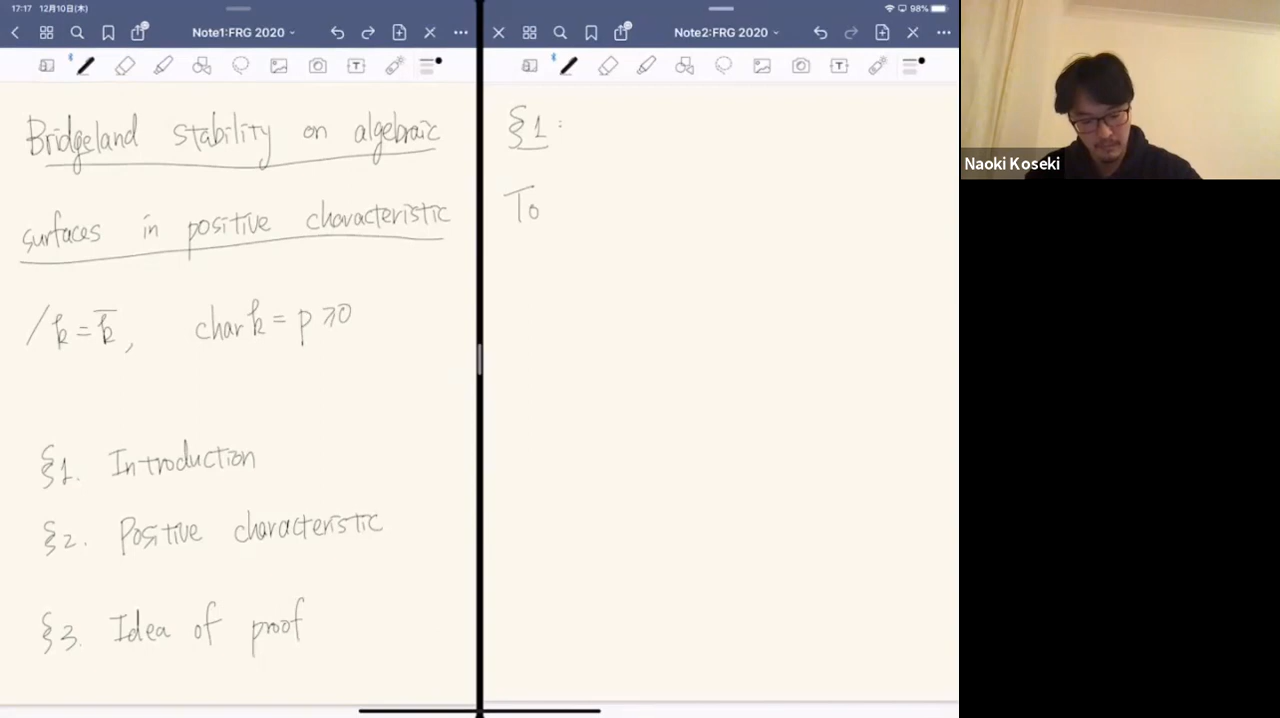 17:17 12月10日(木)
98%
Note1:FRG 2020
Note2:FRG 2020
Bridgeland stability on algebraic
surfaces in positive characteristic
/k = k̅, char k = p ≥ 0
§1. Introduction
§2. Positive characteristic
§3. Idea of proof
§1:
To
Naoki Koseki